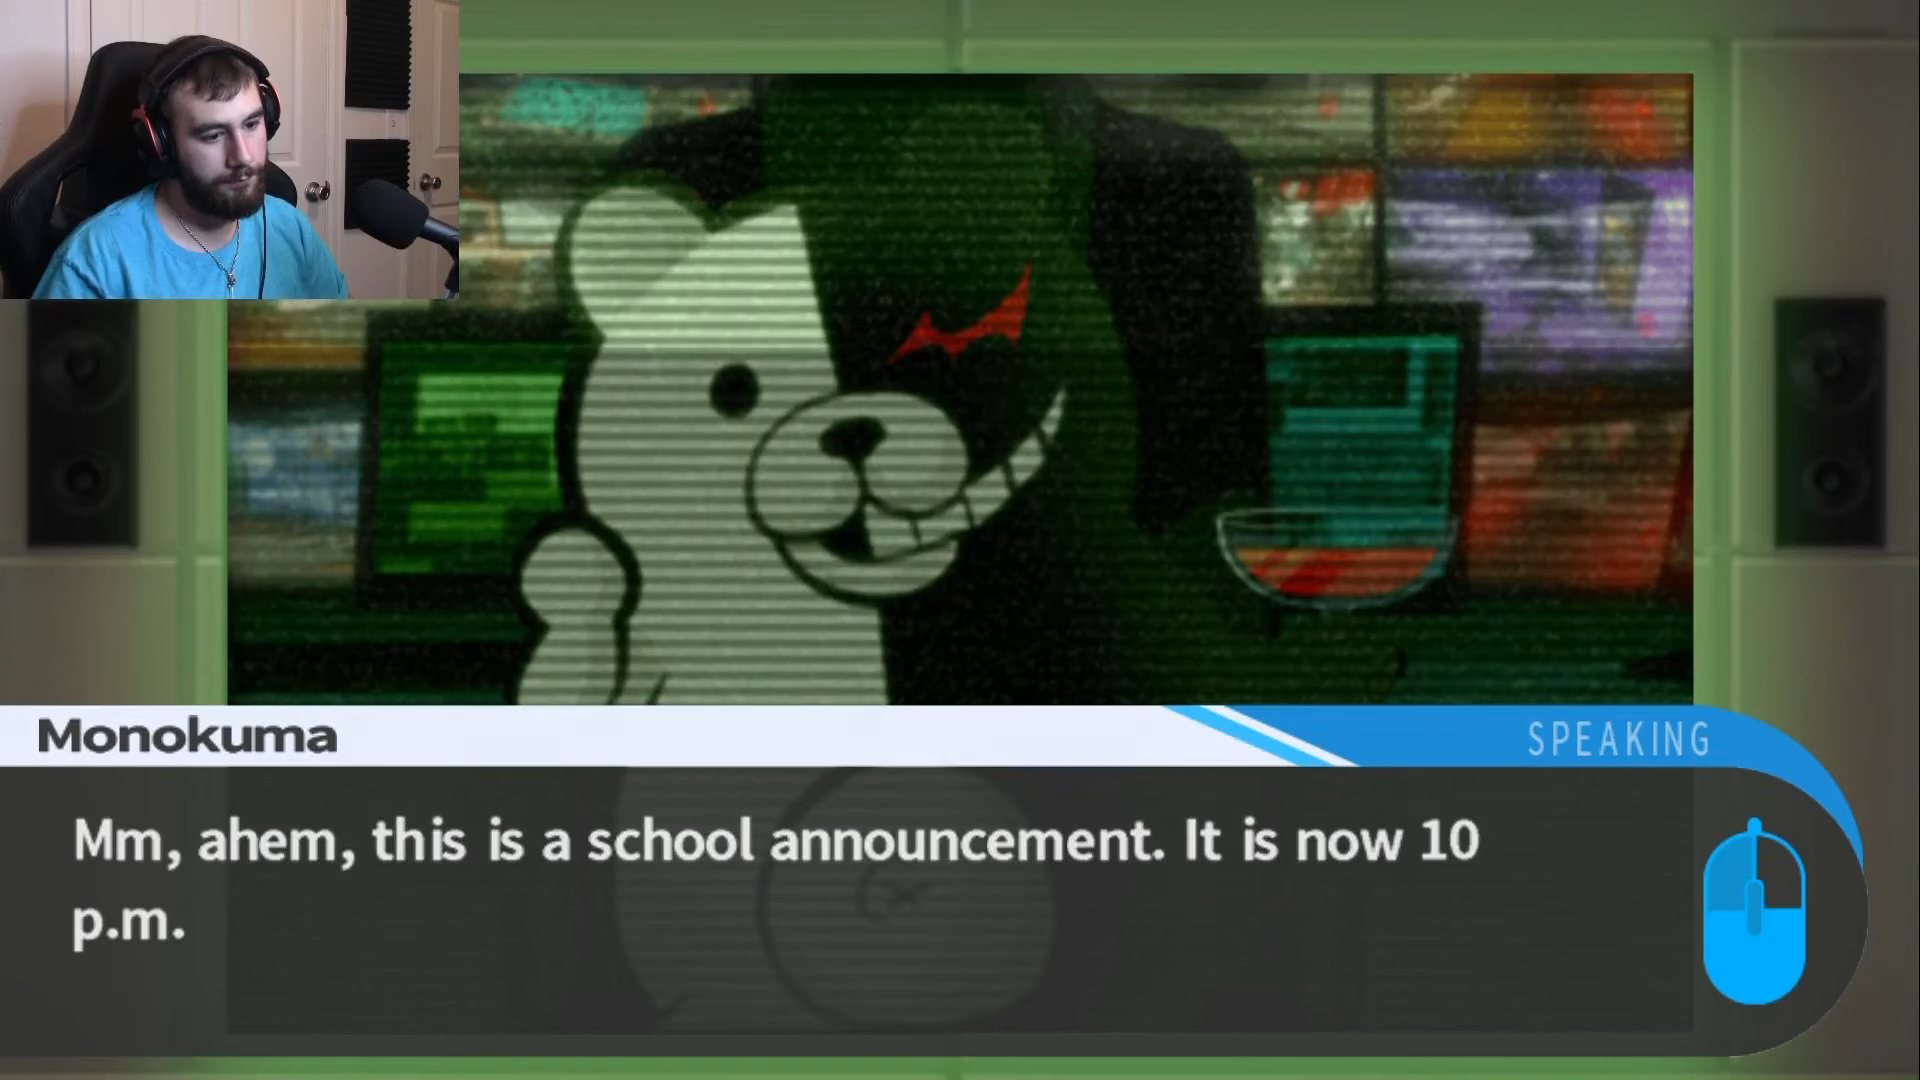 Monokuma
SPEAKING
Mm, ahem, this is a school announcement. It is now 10
p.m.